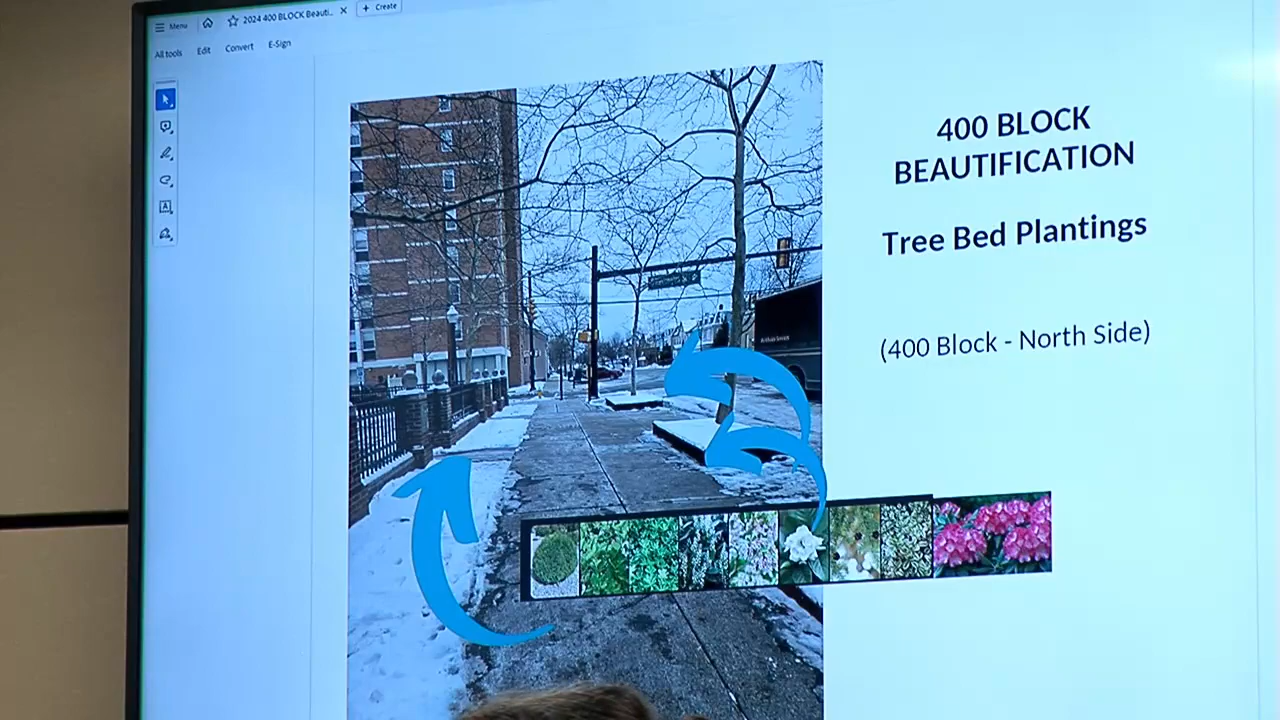 Menu
2024 400 BLOCK Beauti...
Create
All tools
Edit
Convert
E-Sign
400 BLOCK
BEAUTIFICATION
Tree Bed Plantings
(400 Block - North Side)